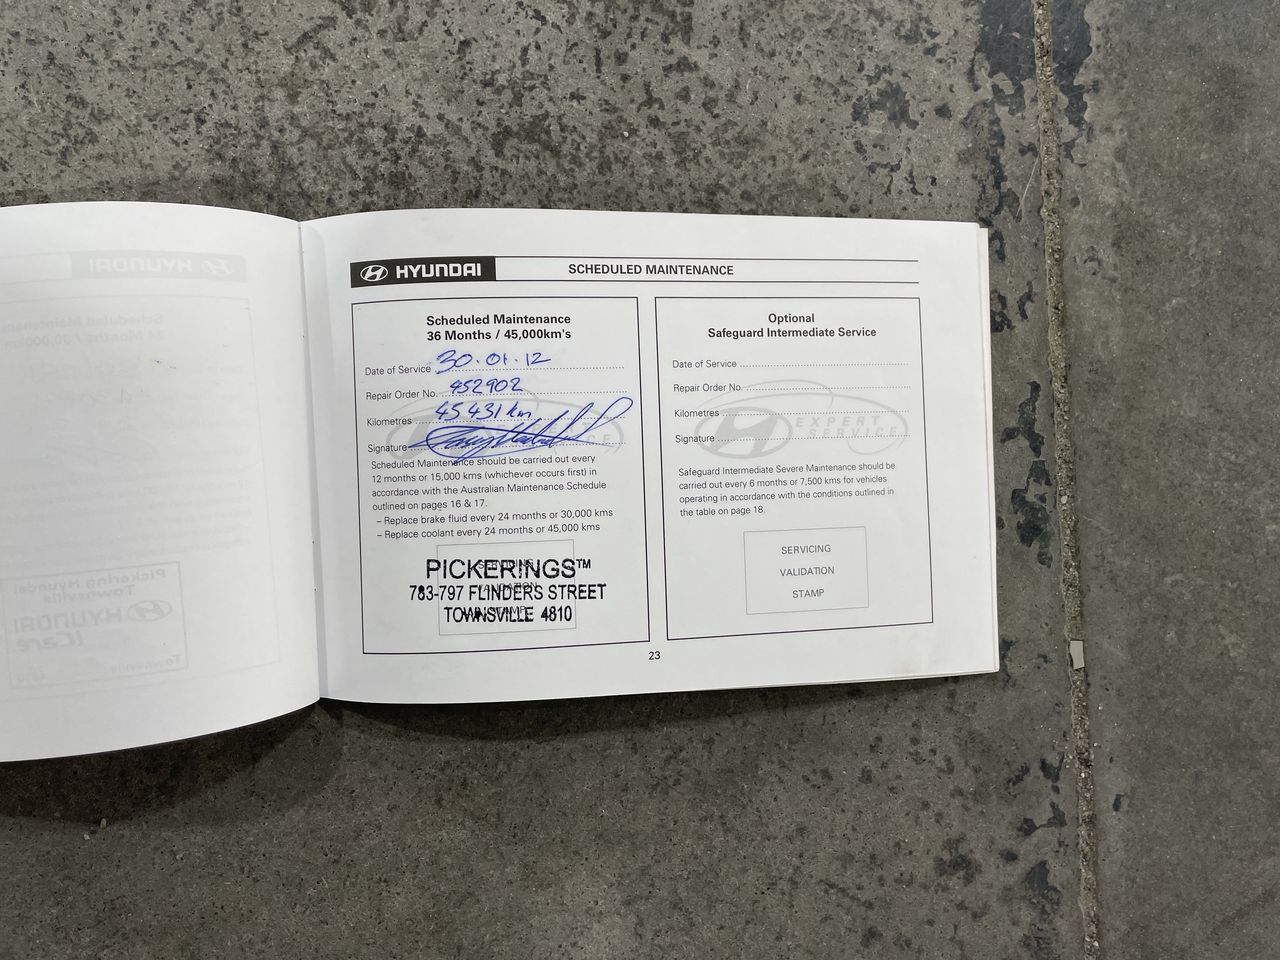 HYUNDAI
SCHEDULED MAINTENANCE
Scheduled Maintenance
36 Months / 45,000km's
Date of Service 30.01.12
Repair Order No. 452902
Kilometres 45431km
Signature
Scheduled Maintenance should be carried out every
12 months or 15,000 kms (whichever occurs first) in
accordance with the Australian Maintenance Schedule
outlined on pages 16 & 17.
– Replace brake fluid every 24 months or 30,000 kms
– Replace coolant every 24 months or 45,000 kms
SERVICING
VALIDATION
STAMP
PICKERINGS™
783-797 FLINDERS STREET
TOWNSVILLE 4810
Optional
Safeguard Intermediate Service
Date of Service
Repair Order No.
Kilometres
Signature
EXPERT
SERVICE
Safeguard Intermediate Severe Maintenance should be
carried out every 6 months or 7,500 kms for vehicles
operating in accordance with the conditions outlined in
the table on page 18.
SERVICING
VALIDATION
STAMP
23